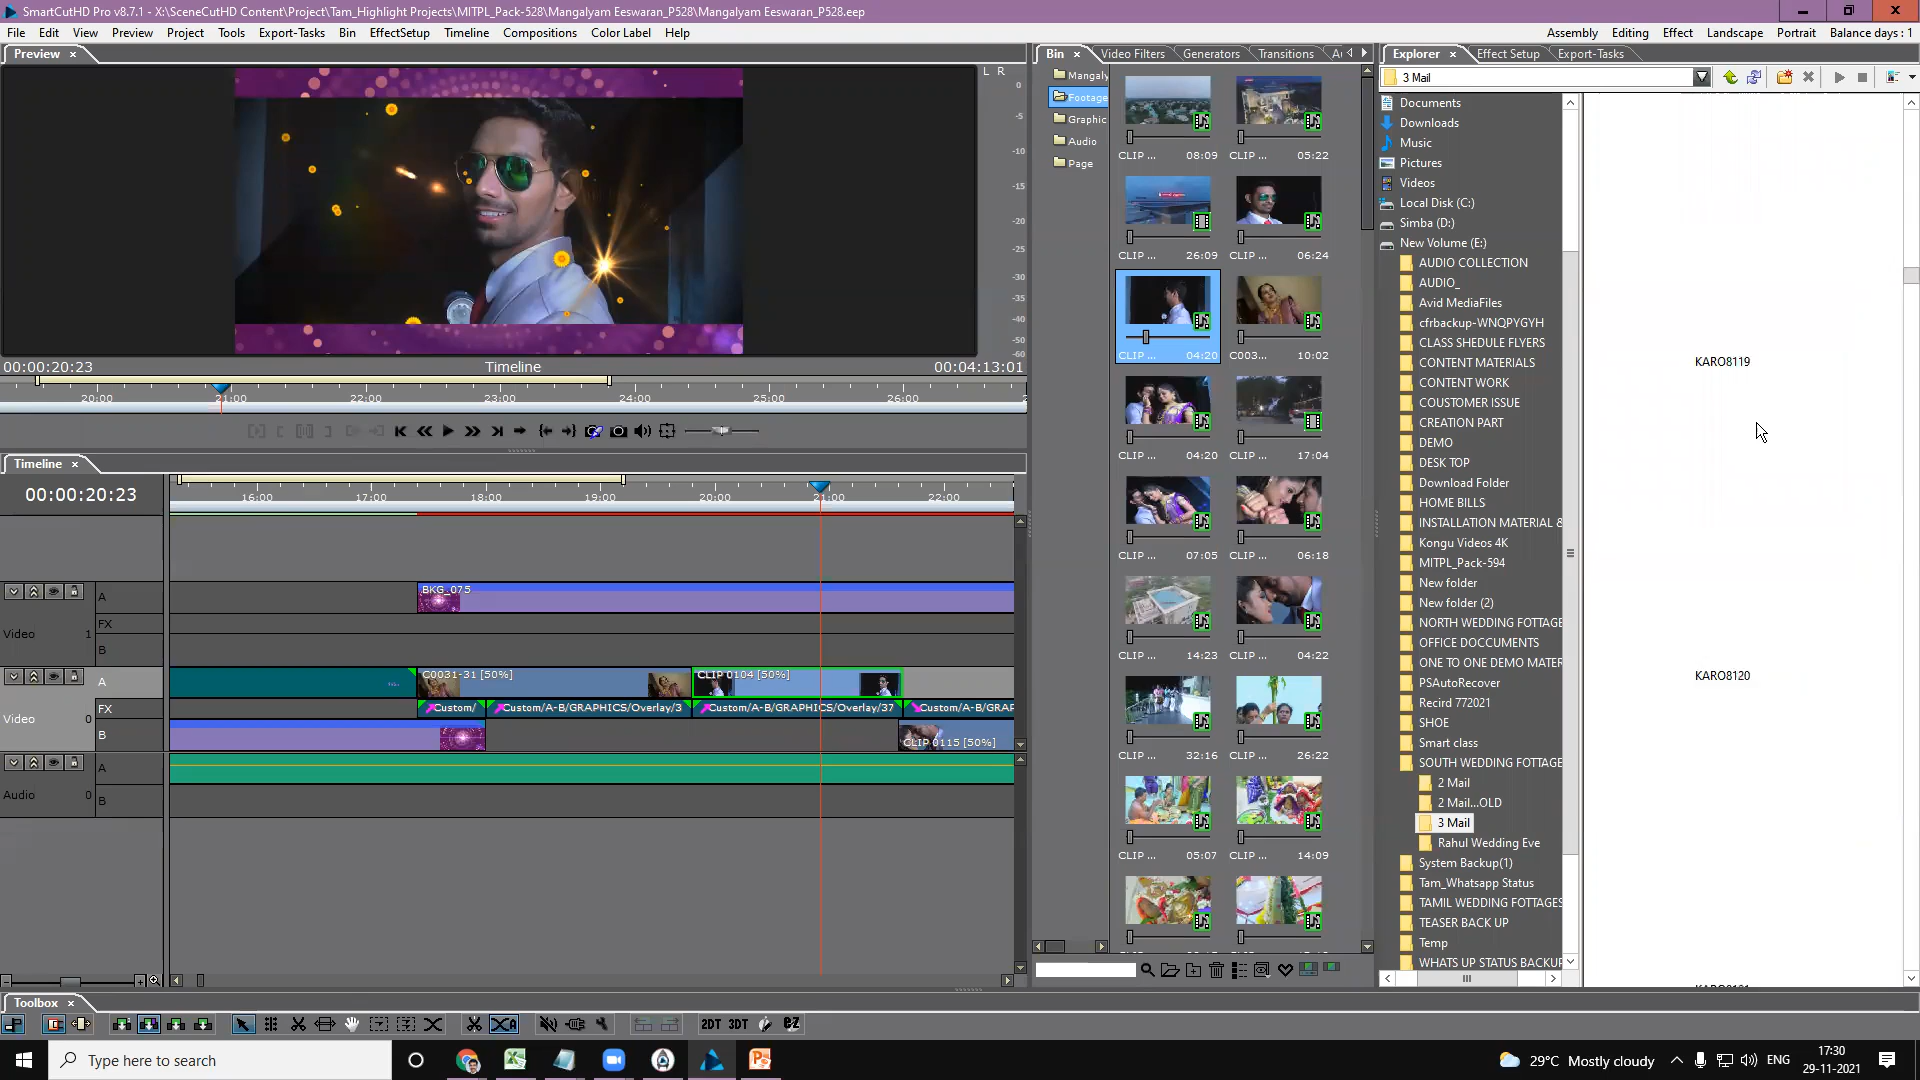 SmartCutHD Pro v8.7.1 - X:\SceneCutHD Content\Project\Tam_Highlight Projects\MITPL_Pack-528\Mangalyam Eeswaran_P528\Mangalyam Eeswaran_P528.eep
File Edit View Preview Project Tools Export-Tasks Bin EffectSetup Timeline Compositions Color Label Help
Assembly Editing Effect Landscape Portrait Balance days : 1
Preview
L R
0
-5
-10
-15
-20
-25
-30
-35
-40
-50
-60
00:00:20:23 Timeline 00:04:13:01
20:00 21:00 22:00 23:00 24:00 25:00 26:00
Timeline
00:00:20:23
16:00 17:00 18:00 19:00 20:00 21:00 22:00
A
BKG_075
FX
Video 1
B
A
C0031-31 [50%] CLIP 0104 [50%]
FX
Custom/ Custom/A-B/GRAPHICS/Overlay/3 Custom/A-B/GRAPHICS/Overlay/37 Custom/A-B/GRAP
Video 0
B
CLIP 0115 [50%]
A
Audio 0
B
Bin Video Filters Generators Transitions
Mangaly
Footage
Graphic
Audio
Page
CLIP ... 08:09 CLIP ... 05:22
CLIP ... 26:09 CLIP ... 06:24
CLIP ... 04:20 C003... 10:02
CLIP ... 04:20 CLIP ... 17:04
CLIP ... 07:05 CLIP ... 06:18
CLIP ... 14:23 CLIP ... 04:22
CLIP ... 32:16 CLIP ... 26:22
CLIP ... 05:07 CLIP ... 14:09
Explorer Effect Setup Export-Tasks
3 Mail
Documents
Downloads
Music
Pictures
Videos
Local Disk (C:)
Simba (D:)
New Volume (E:)
AUDIO COLLECTION
AUDIO_
Avid MediaFiles
cfrbackup-WNQPYGYH
CLASS SHEDULE FLYERS
CONTENT MATERIALS
CONTENT WORK
COUSTOMER ISSUE
CREATION PART
DEMO
DESK TOP
Download Folder
HOME BILLS
INSTALLATION MATERIAL &
Kongu Videos 4K
MITPL_Pack-594
New folder
New folder (2)
NORTH WEDDING FOTTAGE
OFFICE DOCCUMENTS
ONE TO ONE DEMO MATER
PSAutoRecover
Recird 772021
SHOE
Smart class
SOUTH WEDDING FOTTAGE
2 Mail
2 Mail...OLD
3 Mail
Rahul Wedding Eve
System Backup(1)
Tam_Whatsapp Status
TAMIL WEDDING FOTTAGES
TEASER BACK UP
Temp
WHATS UP STATUS BACKUP
KARO8119
KARO8120
Toolbox
2DT 3DT eZ
Type here to search
29°C Mostly cloudy
ENG
17:30
29-11-2021